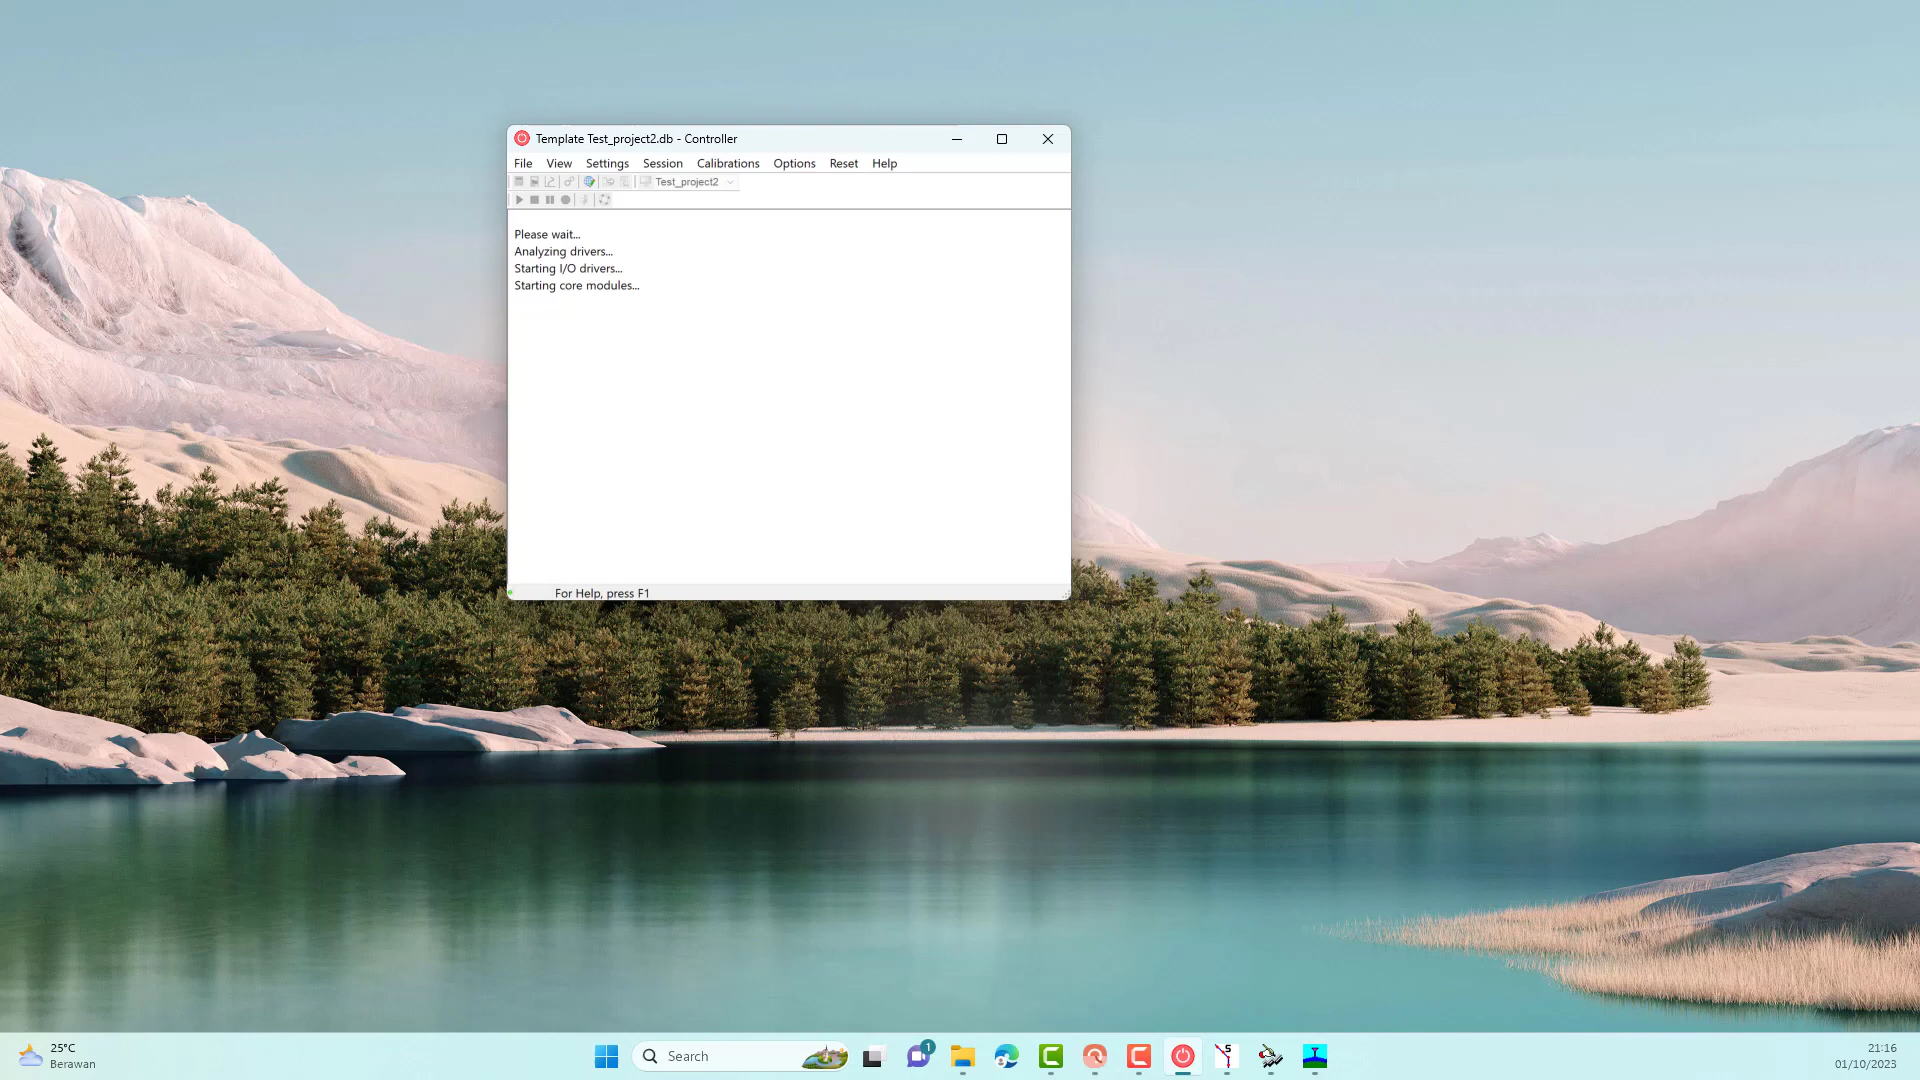 Template Test_project2.db - Controller
File View Settings Session Calibrations Options Reset Help
Test_project2
Please wait...
Analyzing drivers...
Starting I/O drivers...
Starting core modules...
For Help, press F1
25°C
Berawan
Search
1
S
21:16
01/10/2023